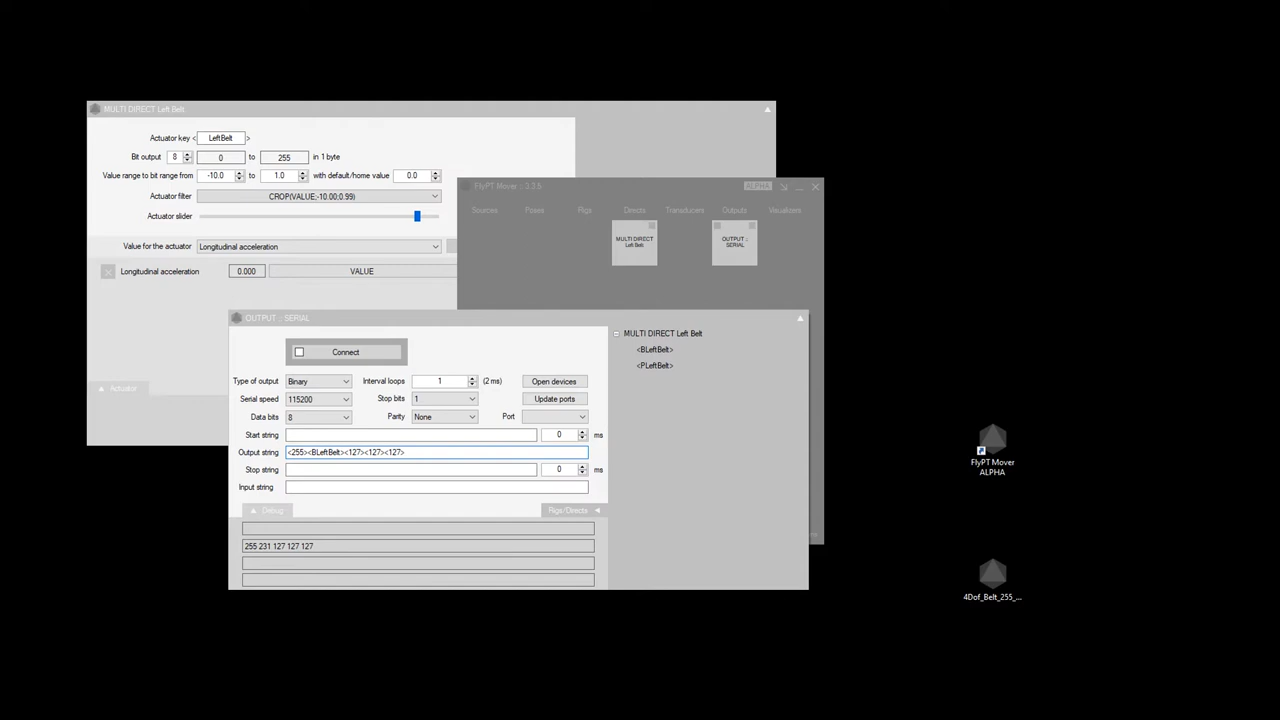 MULTI DIRECT Left Belt
Actuator key < LeftBelt >
Bit output 8 0 to 255 in 1 byte
Value range to bit range from -10.0 to 1.0 with default/home value 0.0
Actuator filter CROP(VALUE;-10.00;0.99)
Actuator slider
Value for the actuator Longitudinal acceleration
Longitudinal acceleration 0.000 VALUE
Actuator
FlyPT Mover :: 3.3.5 ALPHA
Sources Poses Rigs Directs Transducers Outputs Visualizers
MULTI DIRECT
Left Belt
OUTPUT ::
SERIAL
OUTPUT :: SERIAL
Connect
Type of output Binary Interval loops 1 (2 ms) Open devices
Serial speed 115200 Stop bits 1 Update ports
Data bits 8 Parity None Port
Start string 0 ms
Output string <255><BLeftBelt><127><127><127>
Stop string 0 ms
Input string
Debug Rigs/Directs
255 231 127 127 127
MULTI DIRECT Left Belt
<BLeftBelt>
<PLeftBelt>
FlyPT Mover
ALPHA
4Dof_Belt_255_...